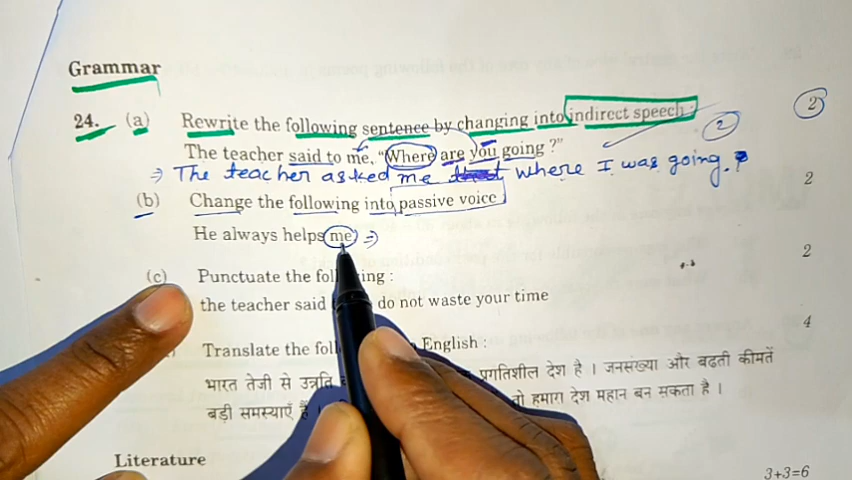 Grammar
24. (a) Rewrite the following sentence by changing into indirect speech : 2
The teacher said to me, "Where are you going ?" 2
⇒ The teacher asked me where I was going.
(b) Change the following into passive voice 2
He always helps me ⇒
(c) Punctuate the following : 2
the teacher said do not waste your time
Translate the English : 4
भारत तेजी से उन्नति प्रगतिशील देश है । जनसंख्या और बढ़ती कीमतें
बड़ी समस्याएँ तो हमारा देश महान बन सकता है ।
Literature
3+3=6